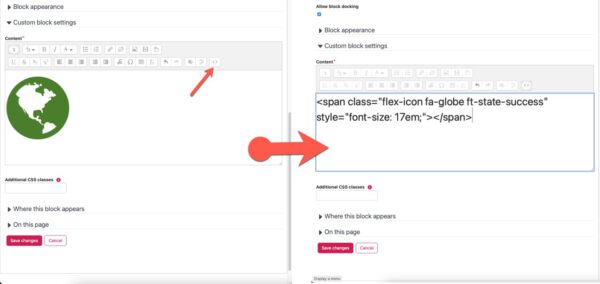 Block appearance
Custom block settings
Content
Additional CSS classes
Where this block appears
On this page
Save changes
Cancel
Allow block docking
Block appearance
Custom block settings
Content
<span class="flex-icon fa-globe ft-state-success"
style="font-size: 17em;"></span>
Additional CSS classes
Where this block appears
On this page
Save changes
Cancel
Display a menu